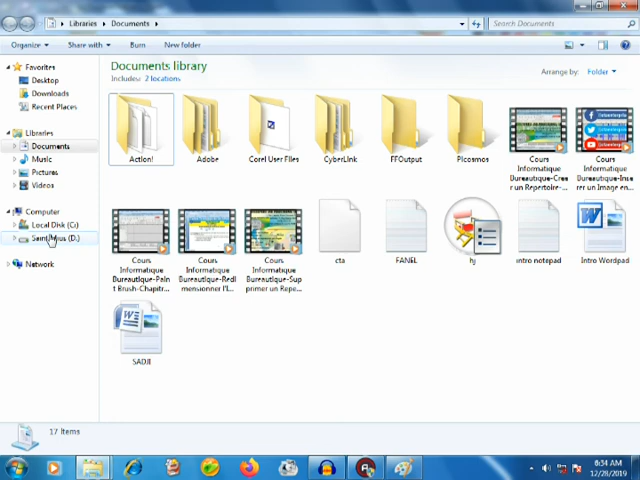 Libraries ▸ Documents ▸
Search Documents
Organize
Share with
Burn
New folder
Favorites
Desktop
Downloads
Recent Places
Libraries
Documents
Music
Pictures
Videos
Computer
Local Disk (C:)
(D:)
Network
Documents library
Includes: 2 locations
Arrange by: Folder
Action!
Adobe
Corel User Files
CyberLink
FFOutput
Picosmos
Cours
Informatique
Bureautique-Cree
r un Repertoire-...
Cours
Informatique
Bureautique-Inse
rer un Image en...
Cours
Informatique
Bureautique-Pain
t Brush-Chapitr...
Cours
Informatique
Bureautique-Redi
mensionner l'I...
Cours
Informatique
Bureautique-Sup
primer un Repe...
cta
FANEL
hj
intro notepad
Intro Wordpad
SADJI
17 items
6:34 AM
12/28/2019